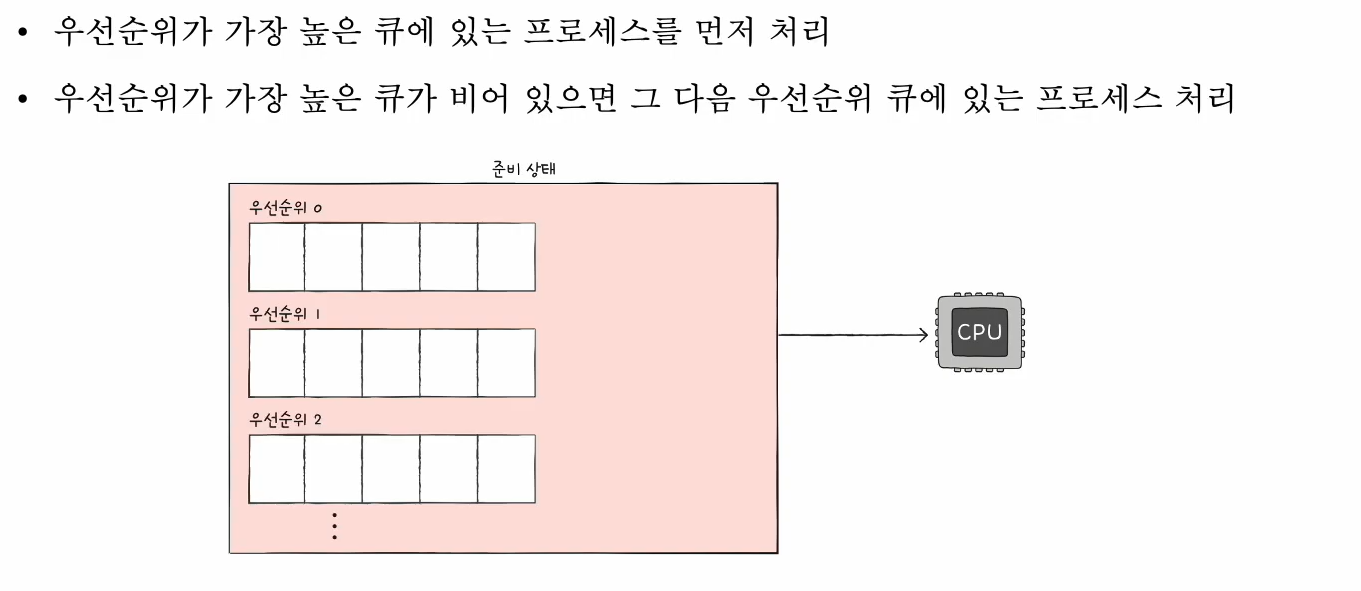 • 우선순위가 가장 높은 큐에 있는 프로세스를 먼저 처리
• 우선순위가 가장 높은 큐가 비어 있으면 그 다음 우선순위 큐에 있는 프로세스 처리
준비 상태
우선순위 0
우선순위 1
CPU
우선순위 2